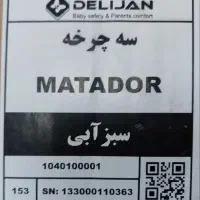 DELIJAN
Baby safety & Parents comfort
سه چرخه
MATADOR
سبزآبی
1040100001
153
SN: 133000110363